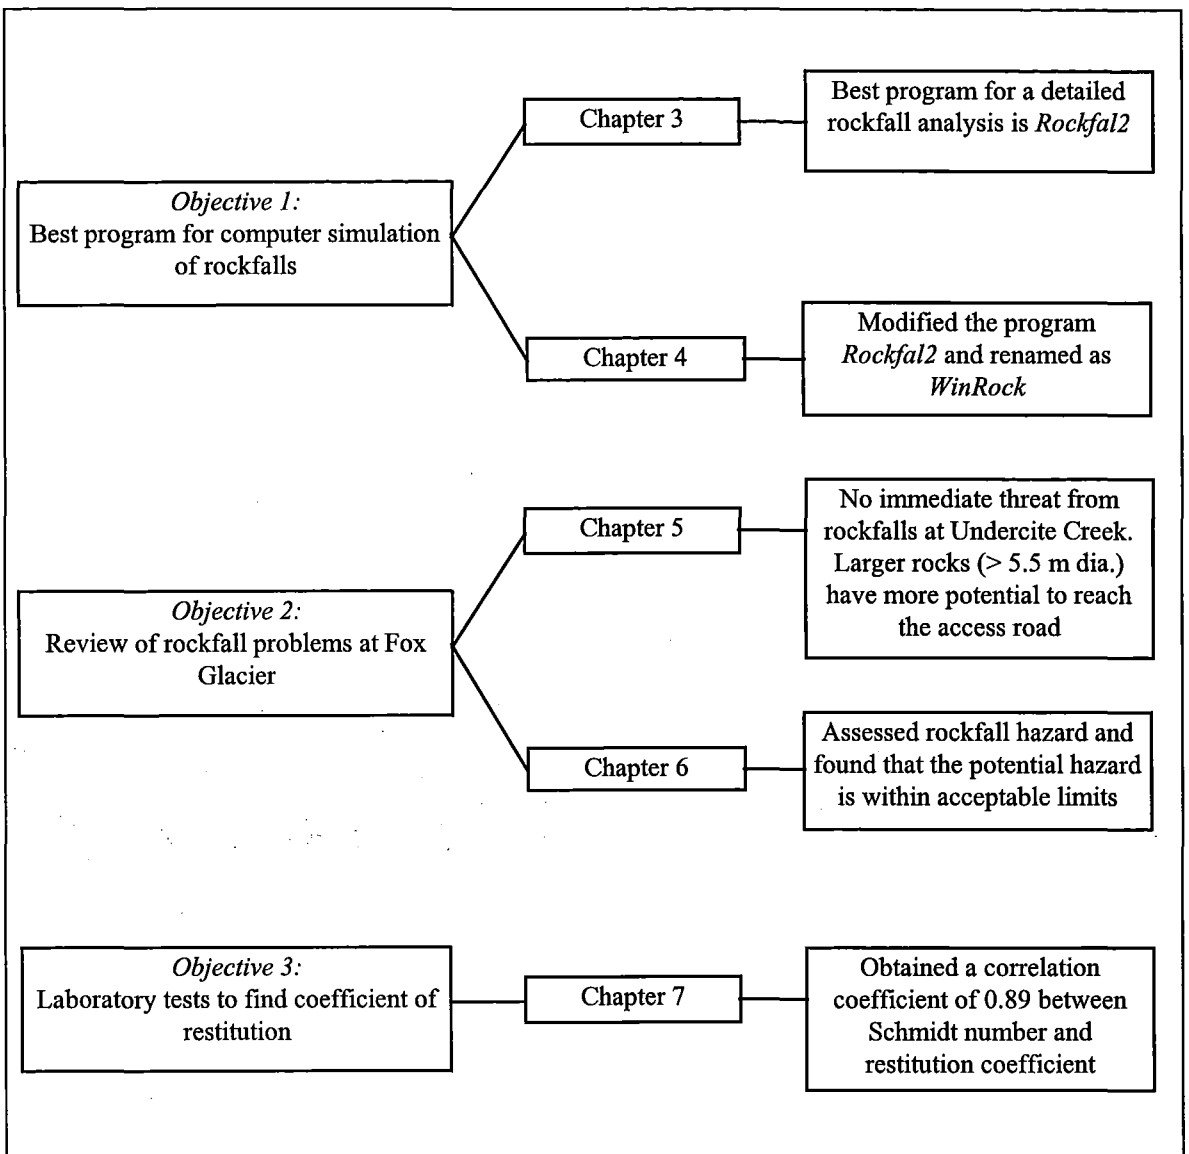 Objective 1:
Best program for computer simulation
of rockfalls
Chapter 3
Best program for a detailed
rockfall analysis is Rockfal2
Chapter 4
Modified the program
Rockfal2 and renamed as
WinRock
Objective 2:
Review of rockfall problems at Fox
Glacier
Chapter 5
No immediate threat from
rockfalls at Undercite Creek.
Larger rocks (> 5.5 m dia.)
have more potential to reach
the access road
Chapter 6
Assessed rockfall hazard and
found that the potential hazard
is within acceptable limits
Objective 3:
Laboratory tests to find coefficient of
restitution
Chapter 7
Obtained a correlation
coefficient of 0.89 between
Schmidt number and
restitution coefficient